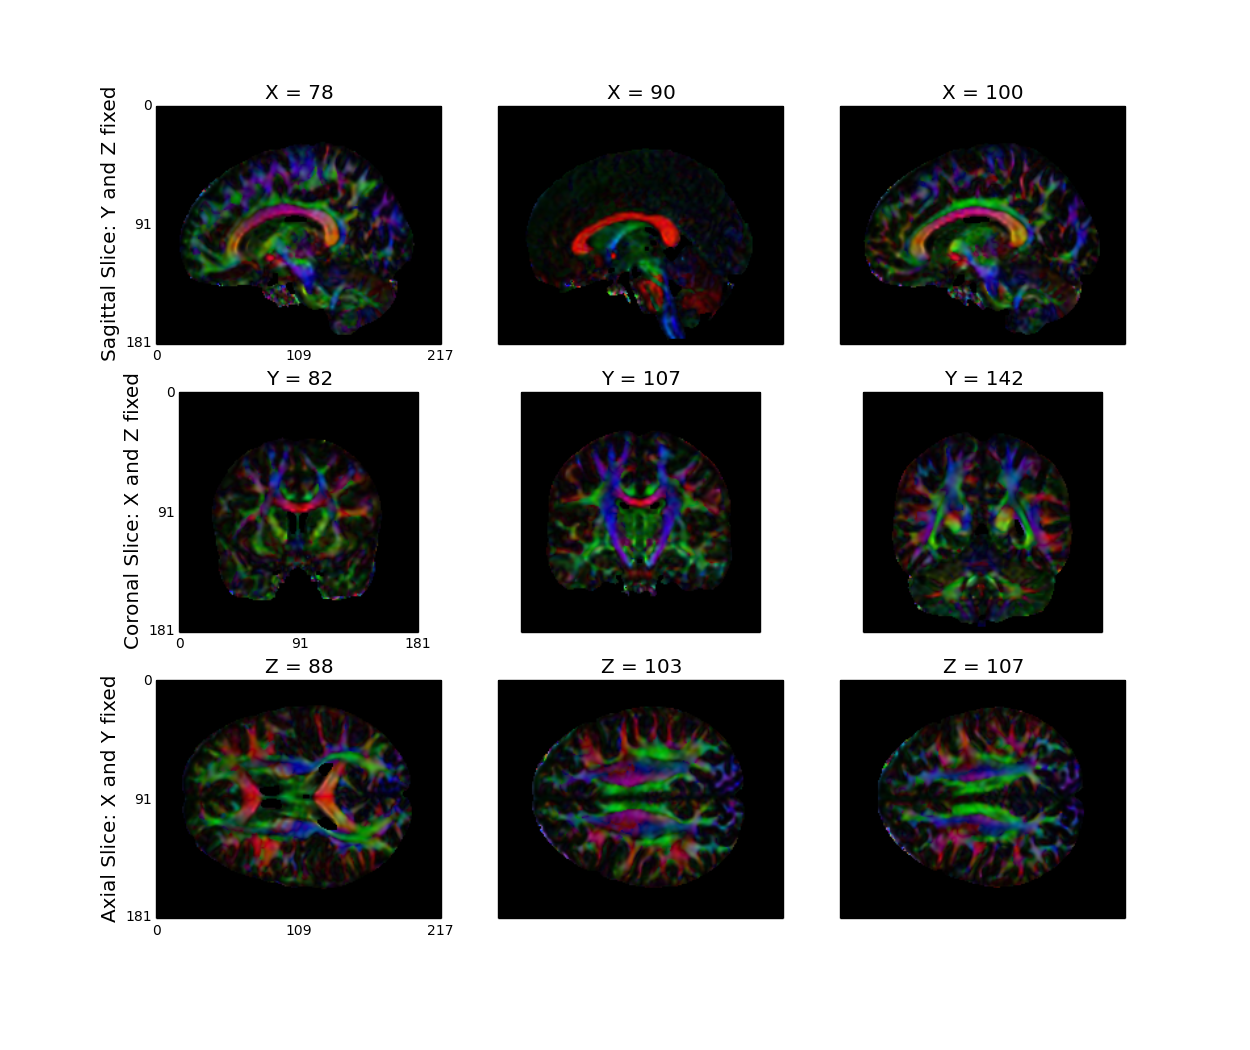 X = 78
X = 90
X = 100
Sagittal Slice: Y and Z fixed
0
91
181
0
109
217
Y = 82
Y = 107
Y = 142
Coronal Slice: X and Z fixed
0
91
181
0
91
181
Z = 88
Z = 103
Z = 107
Axial Slice: X and Y fixed
0
91
181
0
109
217